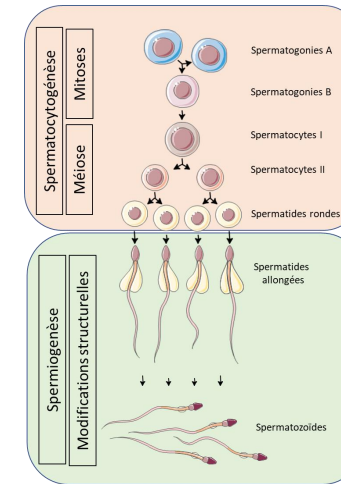 Spermatocytogénèse
Mitoses
Méiose
Spermatogonies A
Spermatogonies B
Spermatocytes I
Spermatocytes II
Spermatides rondes
Spermiogenèse
Modifications structurelles
Spermatides
allongées
Spermatozoïdes